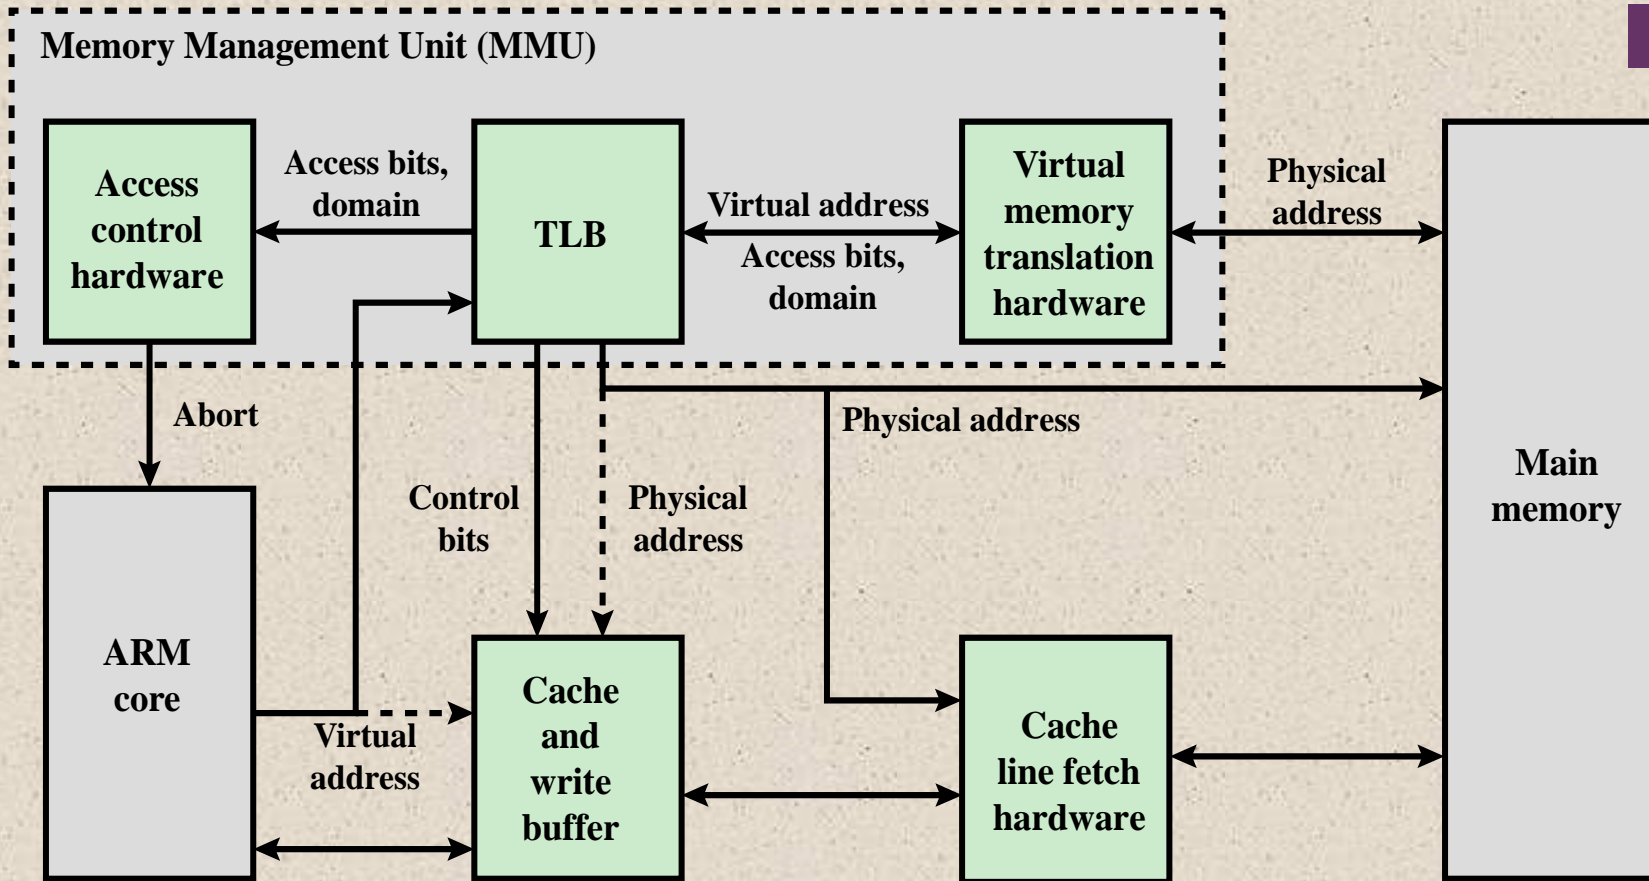 Memory Management Unit (MMU)
Access
control
hardware
Access bits,
domain
TLB
Virtual address
Access bits,
domain
Virtual
memory
translation
hardware
Physical
address
Abort
Control
bits
Physical
address
Physical address
Main
memory
ARM
core
Virtual
address
Cache
and
write
buffer
Cache
line fetch
hardware